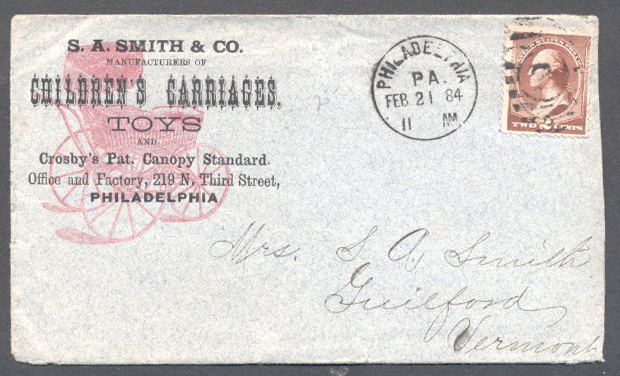 S. A. SMITH & CO.
MANUFACTURERS OF
CHILDREN'S CARRIAGES,
TOYS
AND
Crosby's Pat. Canopy Standard.
Office and Factory, 219 N. Third Street,
PHILADELPHIA
PHILADELPHIA
PA.
FEB 21 84
11 AM
TWO CENTS
Mrs. S. A. Smith
Guilford
Vermont